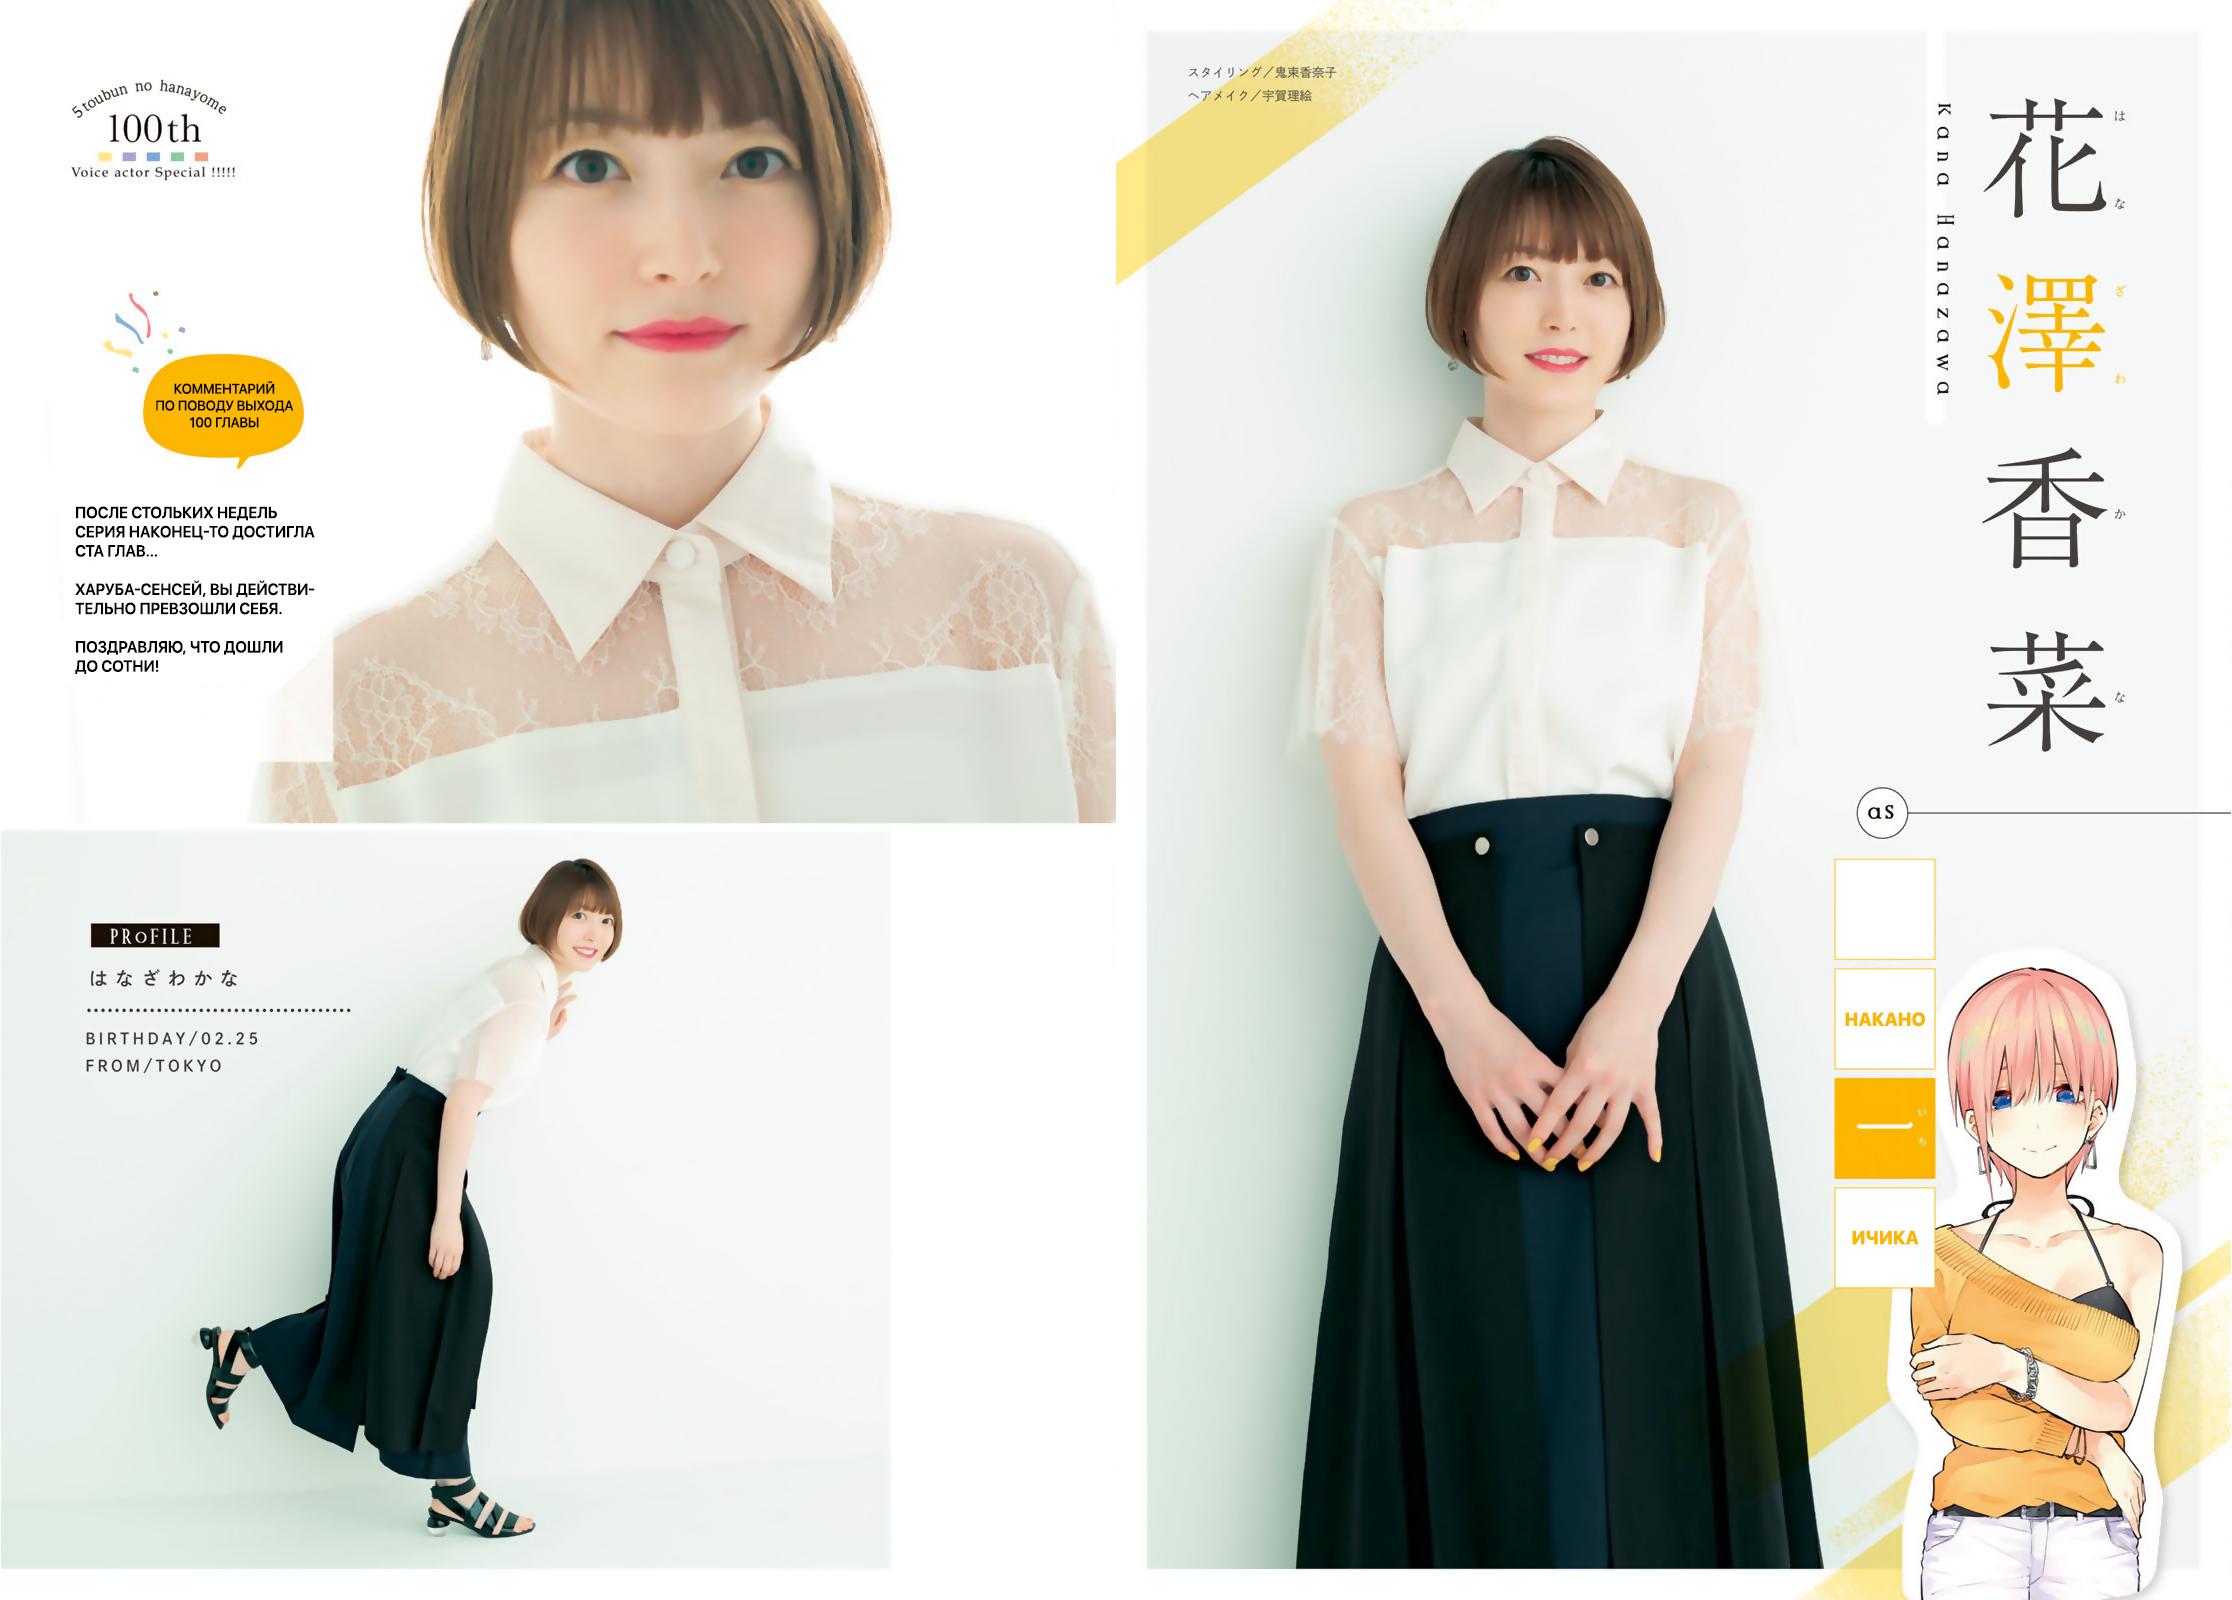 5 toubun no hanayome
100th
Voice actor Special !!!!!
КОММЕНТАРИЙ
ПО ПОВОДУ ВЫХОДА
100 ГЛАВЫ
ПОСЛЕ СТОЛЬКИХ НЕДЕЛЬ
СЕРИЯ НАКОНЕЦ-ТО ДОСТИГЛА
СТА ГЛАВ...
ХАРУБА-СЕНСЕЙ, ВЫ ДЕЙСТВИ-
ТЕЛЬНО ПРЕВЗОШЛИ СЕБЯ.
ПОЗДРАВЛЯЮ, ЧТО ДОШЛИ
ДО СОТНИ!
PROFILE
はなざわかな
BIRTHDAY/02.25
FROM/TOKYO
スタイリング／鬼束香奈子
ヘアメイク／宇賀理絵
花澤香菜
はなざわかな
Kana Hanazawa
as
НАКАНО
一
いち
ИЧИКА